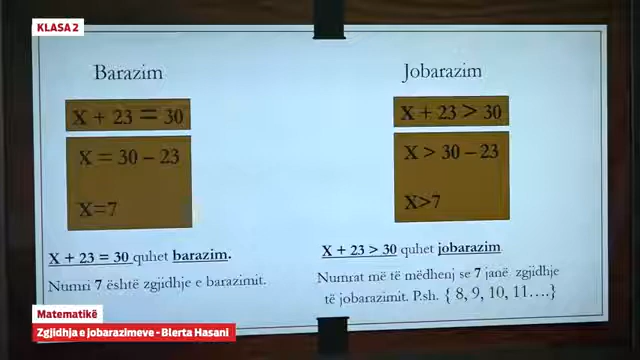 KLASA 2
Barazim
X + 23 = 30
X = 30 – 23
X=7
X + 23 = 30 quhet barazim.
Numri 7 është zgjidhje e barazimit.
Jobarazim
X + 23 > 30
X > 30 – 23
X>7
X + 23 > 30 quhet jobarazim.
Numrat më të mëdhenj se 7 janë zgjidhje
të jobarazimit. P.sh. { 8, 9, 10, 11….}
Matematikë
Zgjidhja e jobarazimeve - Blerta Hasani